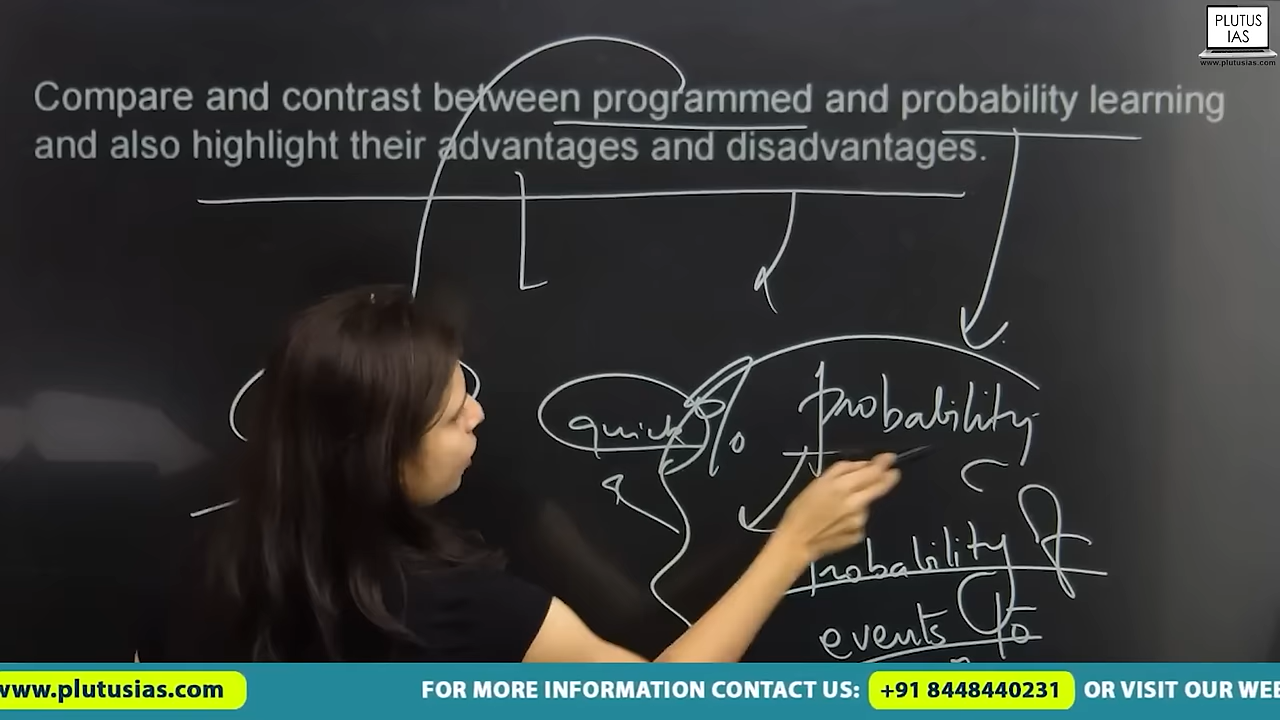 PLUTUS
IAS
www.plutusias.com
Compare and contrast between programmed and probability learning
and also highlight their advantages and disadvantages.
quick %
probability
probability of
events
www.plutusias.com
FOR MORE INFORMATION CONTACT US:
+91 8448440231
OR VISIT OUR WE